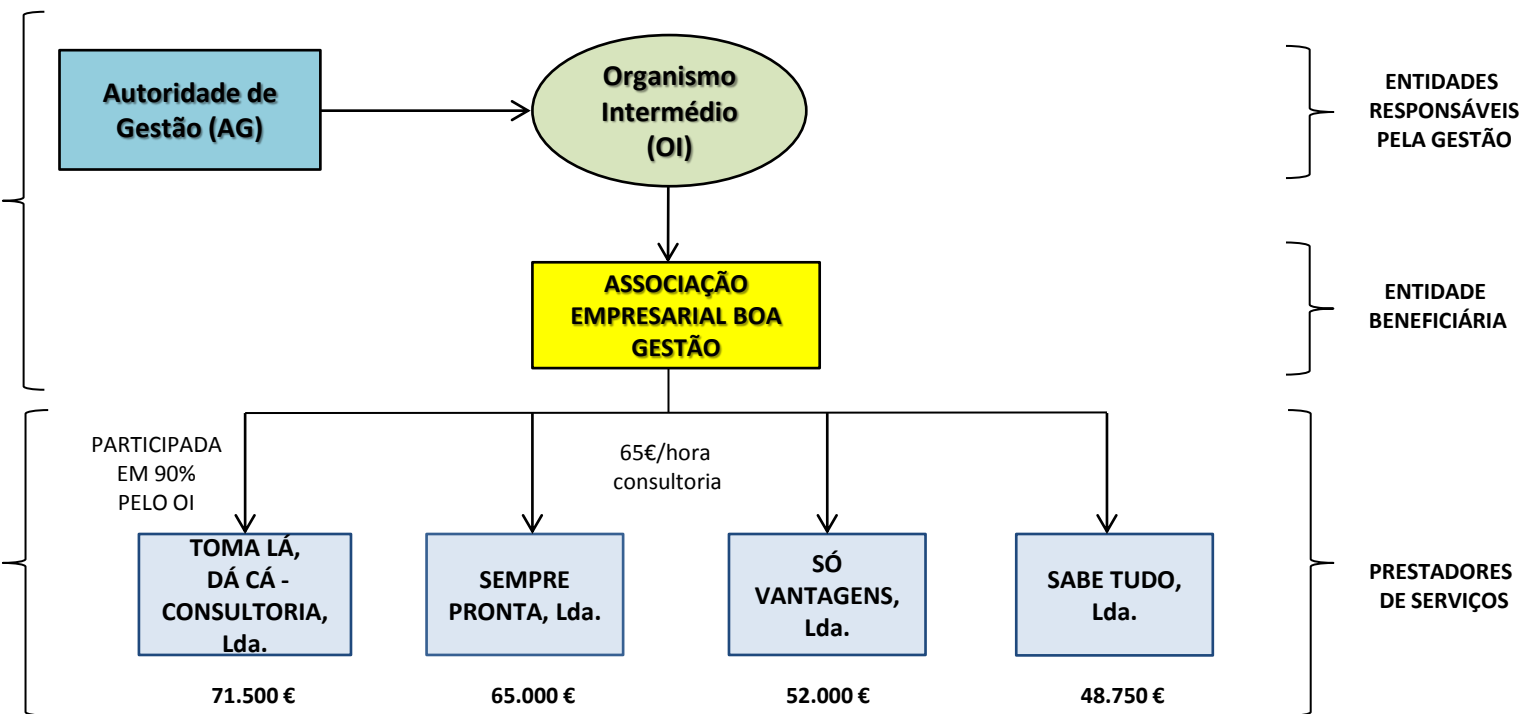 Autoridade de
Gestão (AG)
Organismo
Intermédio
(OI)
ENTIDADES
RESPONSÁVEIS
PELA GESTÃO
ASSOCIAÇÃO
EMPRESARIAL BOA
GESTÃO
ENTIDADE
BENEFICIÁRIA
PARTICIPADA
EM 90%
PELO OI
65€/hora
consultoria
TOMA LÁ,
DÁ CÁ -
CONSULTORIA,
Lda.
SEMPRE
PRONTA, Lda.
SÓ
VANTAGENS,
Lda.
SABE TUDO,
Lda.
PRESTADORES
DE SERVIÇOS
71.500 €
65.000 €
52.000 €
48.750 €